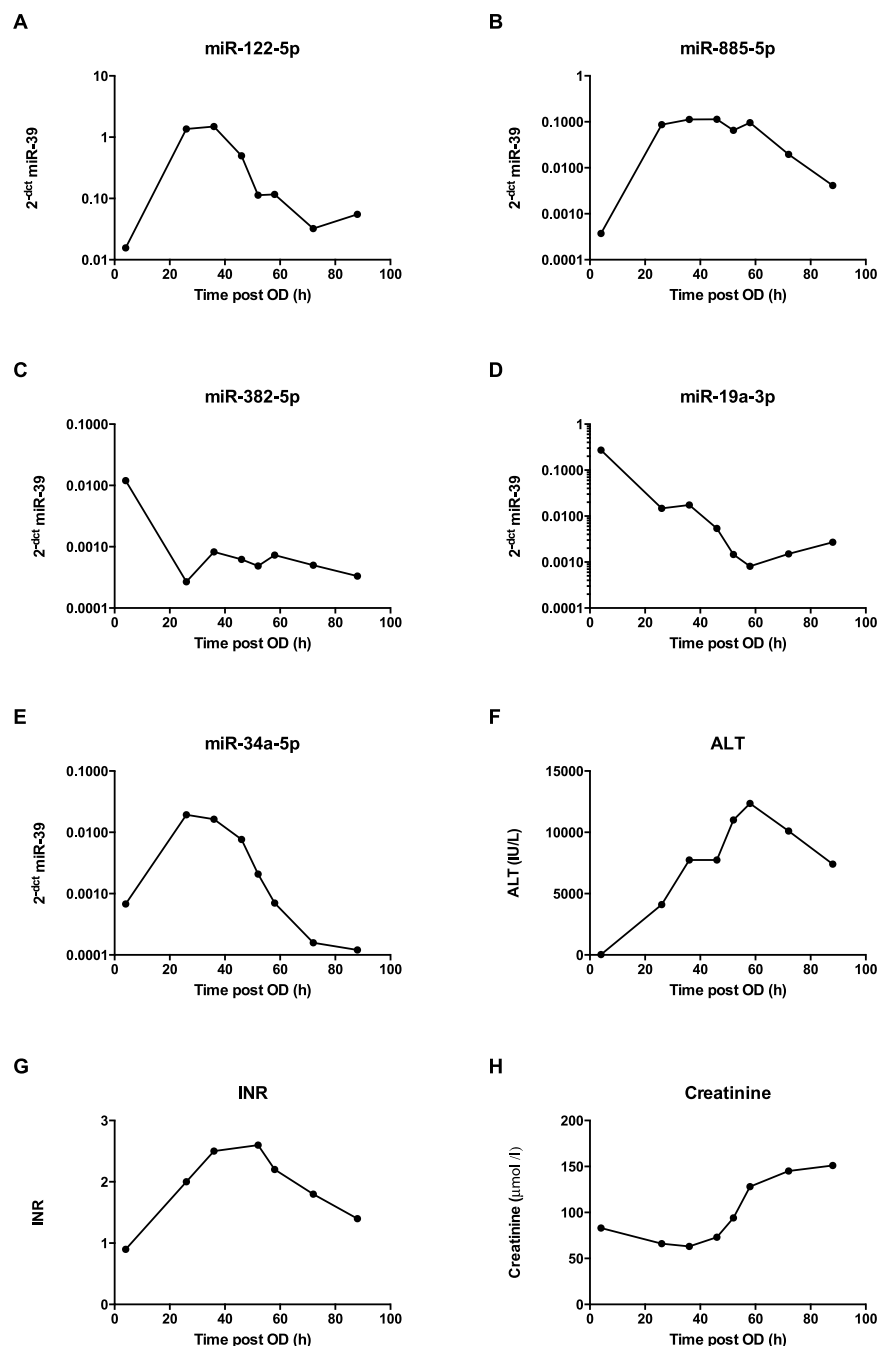 A
miR-122-5p
10
1
0.10
0.01
2-dct miR-39
0 20 40 60 80 100
Time post OD (h)
B
miR-885-5p
1
0.1000
0.0100
0.0010
0.0001
2-dct miR-39
0 20 40 60 80 100
Time post OD (h)
C
miR-382-5p
0.1000
0.0100
0.0010
0.0001
2-dct miR-39
0 20 40 60 80 100
Time post OD (h)
D
miR-19a-3p
1
0.1000
0.0100
0.0010
0.0001
2-dct miR-39
0 20 40 60 80 100
Time post OD (h)
E
miR-34a-5p
0.1000
0.0100
0.0010
0.0001
2-dct miR-39
0 20 40 60 80 100
Time post OD (h)
F
ALT
15000
10000
5000
0
ALT (IU/L)
0 20 40 60 80 100
Time post OD (h)
G
INR
3
2
1
0
INR
0 20 40 60 80 100
Time post OD (h)
H
Creatinine
200
150
100
50
0
Creatinine (µmol /l)
0 20 40 60 80 100
Time post OD (h)